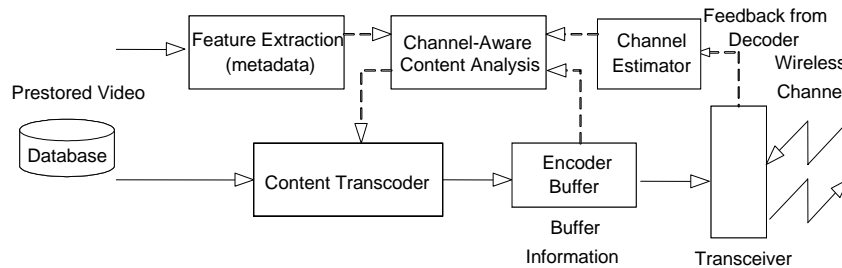 Feature Extraction
(metadata)
Channel-Aware
Content Analysis
Channel
Estimator
Feedback from
Decoder
Wireless
Channel
Prestored Video
Database
Content Transcoder
Encoder
Buffer
Buffer
Information
Transceiver